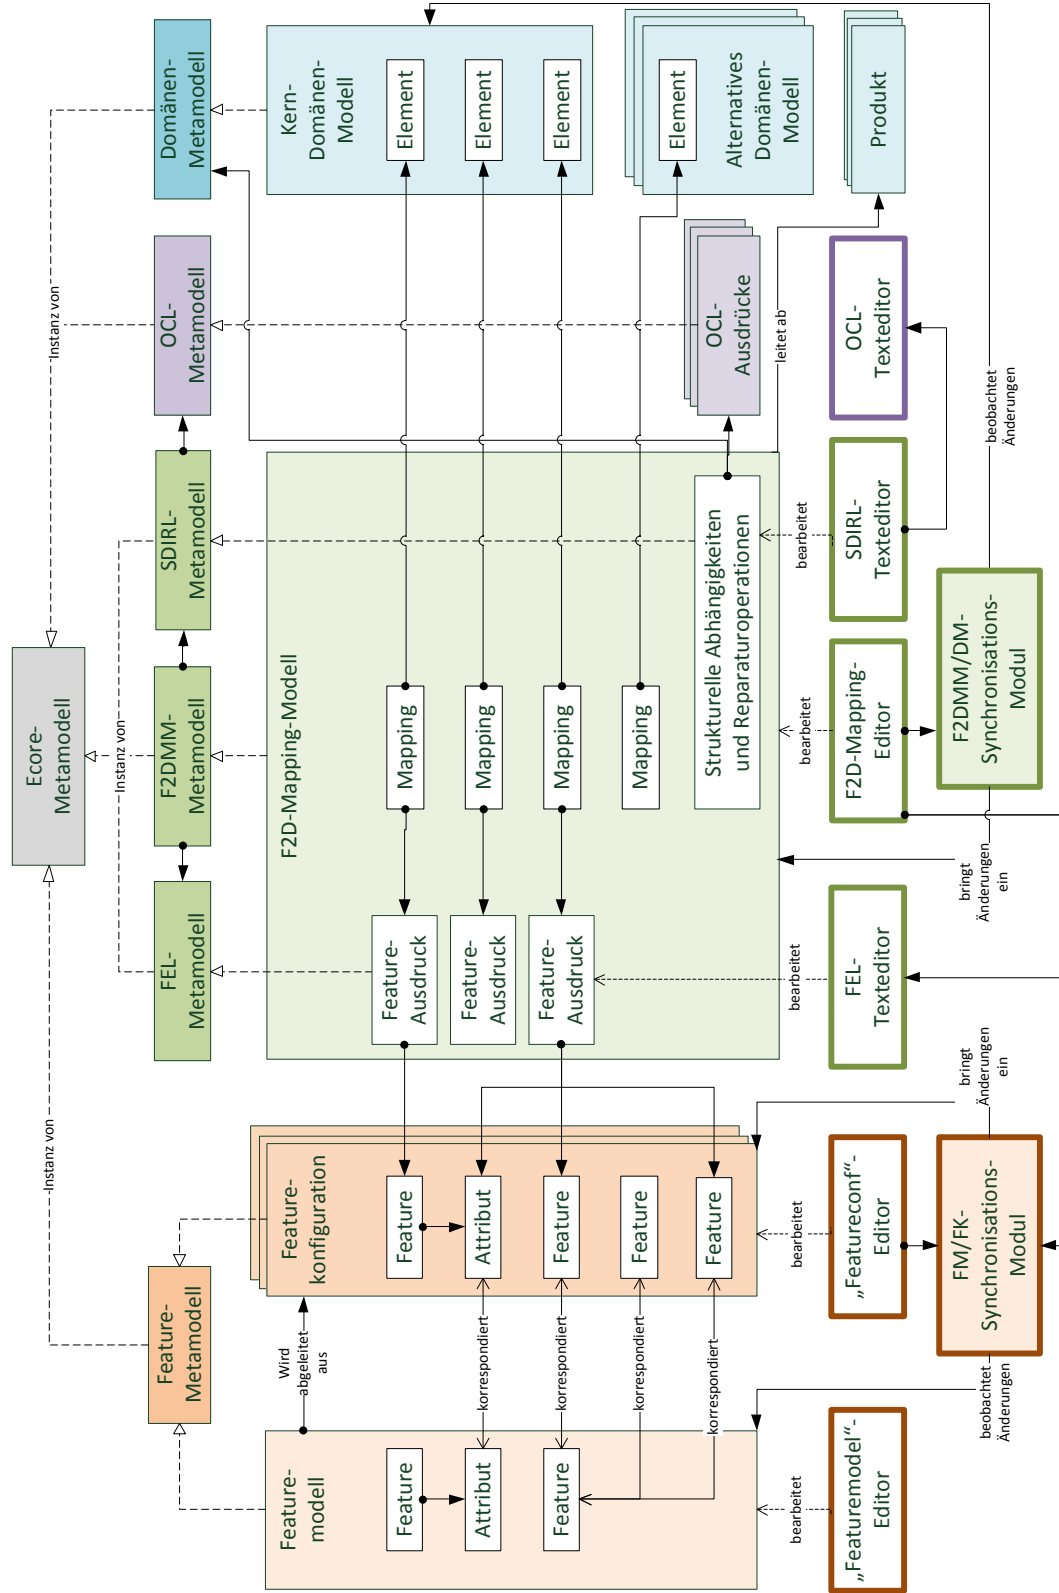 Ecore-
Metamodell
Instanz von
Instanz von
Instanz von
Feature-
Metamodell
FEL-
Metamodell
F2DMM-
Metamodell
SDIRL-
Metamodell
OCL-
Metamodell
Domänen-
Metamodell
Feature-
modell
Feature
Attribut
Feature
Wird
abgeleitet
aus
korrespondiert
korrespondiert
korrespondiert
korrespondiert
Feature-
konfiguration
Feature
Attribut
Feature
Feature
Feature
F2D-Mapping-Modell
Feature-
Ausdruck
Feature-
Ausdruck
Feature-
Ausdruck
Mapping
Mapping
Mapping
Mapping
Strukturelle Abhängigkeiten
und Reparaturoperationen
OCL-
Ausdrücke
Kern-
Domänen-
Modell
Element
Element
Element
Element
Alternatives
Domänen-
Modell
leitet ab
Produkt
bearbeitet
bearbeitet
bearbeitet
bearbeitet
bearbeitet
„Featuremodel“-
Editor
„Featureconf“-
Editor
FEL-
Texteditor
F2D-Mapping-
Editor
SDIRL-
Texteditor
OCL-
Texteditor
beobachtet
Änderungen
FM/FK-
Synchronisations-
Modul
bringt
Änderungen
ein
bringt
Änderungen
ein
F2DMM/DM-
Synchronisations-
Modul
beobachtet
Änderungen